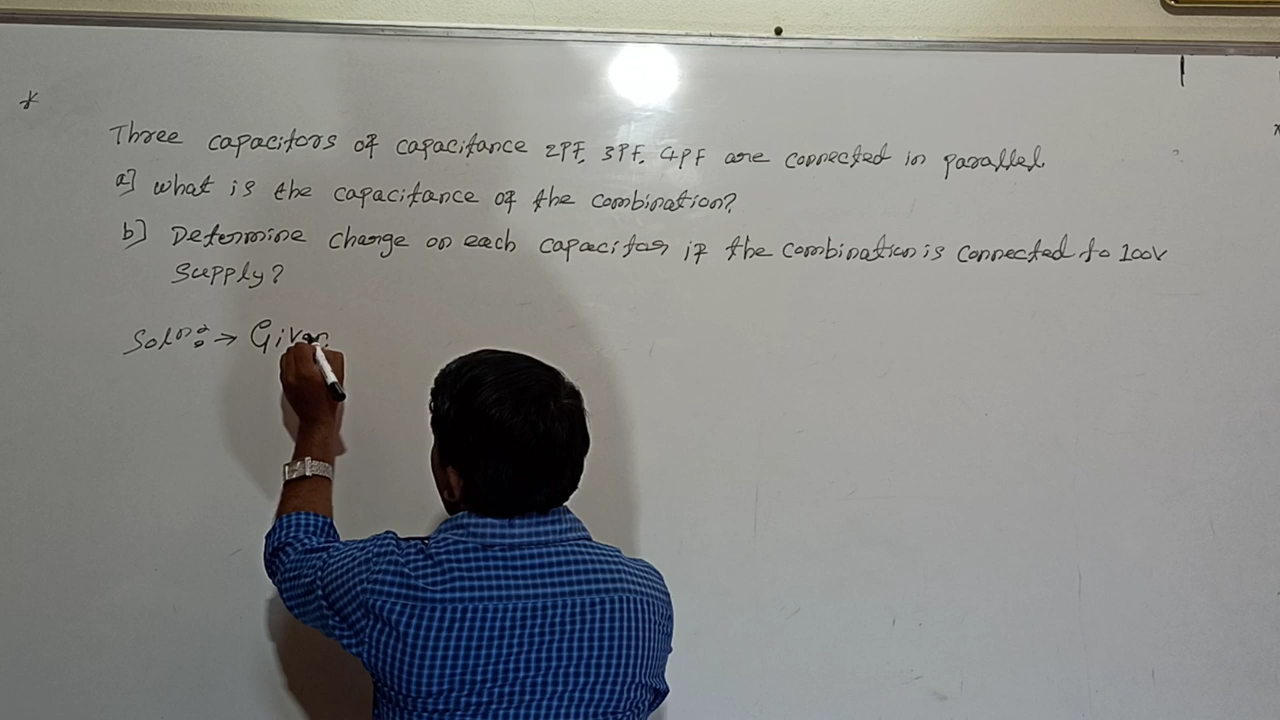 *
Three capacitors of capacitance 2PF, 3PF, 4PF are connected in parallel.
a] what is the capacitance of the combination?
b] Determine charge on each capacitor if the combination is connected to 100V
supply?
Soln: → Given